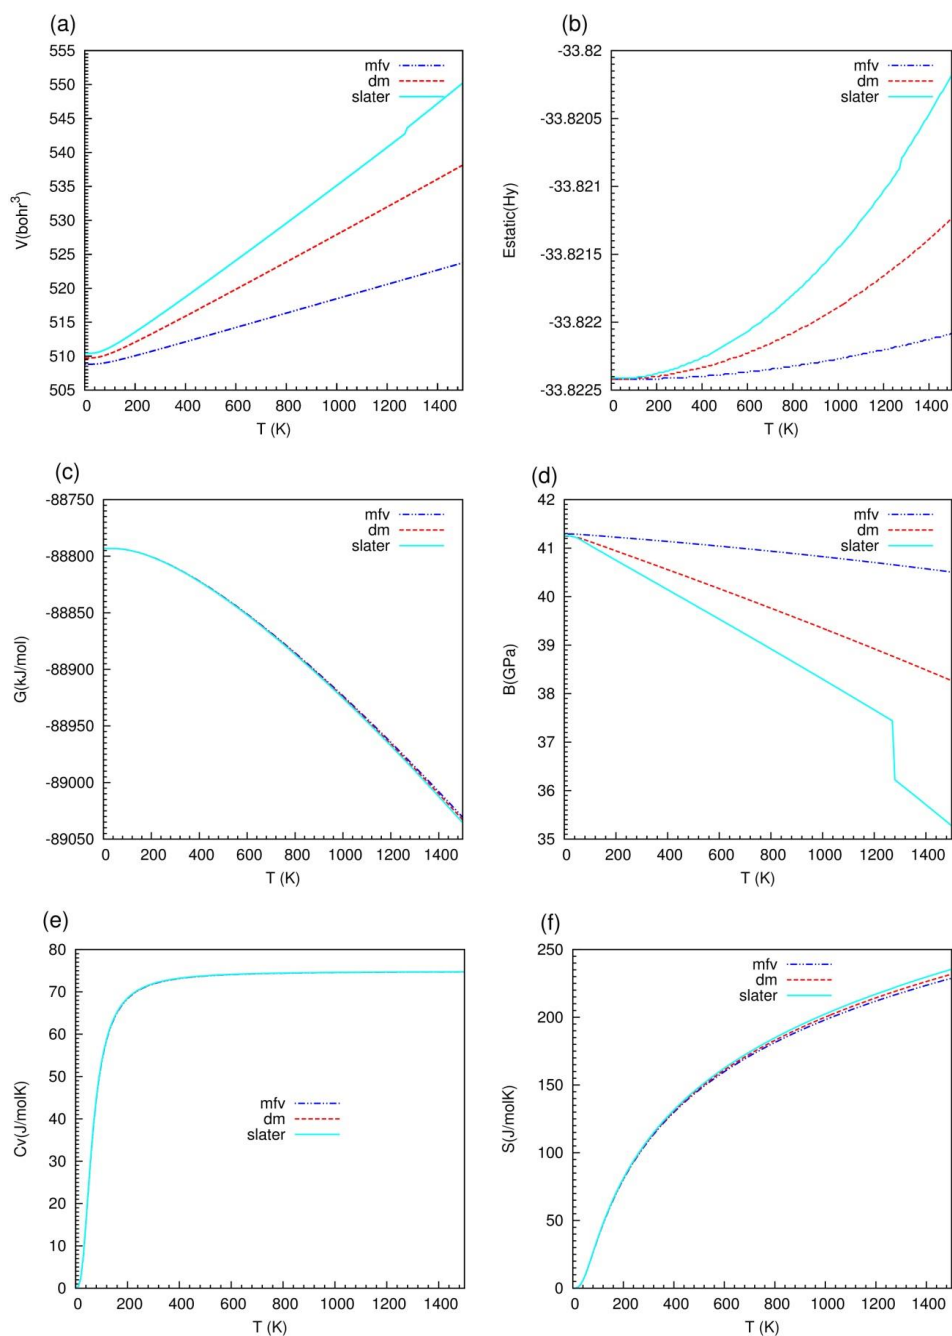 (a)
555
550
545
540
535
530
525
520
515
510
505
0 200 400 600 800 1000 1200 1400
V(bohr3)
T (K)
mfv
dm
slater
(b)
-33.82
-33.8205
-33.821
-33.8215
-33.822
-33.8225
0 200 400 600 800 1000 1200 1400
Estatic(Hy)
T (K)
mfv
dm
slater
(c)
-88750
-88800
-88850
-88900
-88950
-89000
-89050
0 200 400 600 800 1000 1200 1400
G(kJ/mol)
T (K)
mfv
dm
slater
(d)
42
41
40
39
38
37
36
35
0 200 400 600 800 1000 1200 1400
B(GPa)
T (K)
mfv
dm
slater
(e)
80
70
60
50
40
30
20
10
0
0 200 400 600 800 1000 1200 1400
Cv(J/molK)
T (K)
mfv
dm
slater
(f)
250
200
150
100
50
0
0 200 400 600 800 1000 1200 1400
S(J/molK)
T (K)
mfv
dm
slater